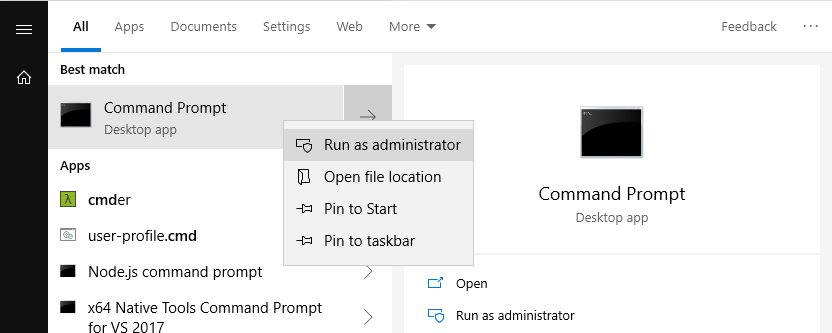 All Apps Documents Settings Web More Feedback ...
Best match
Command Prompt
Desktop app
Run as administrator
Open file location
Pin to Start
Pin to taskbar
Apps
cmder
user-profile.cmd
Node.js command prompt
x64 Native Tools Command Prompt
for VS 2017
Command Prompt
Desktop app
Open
Run as administrator